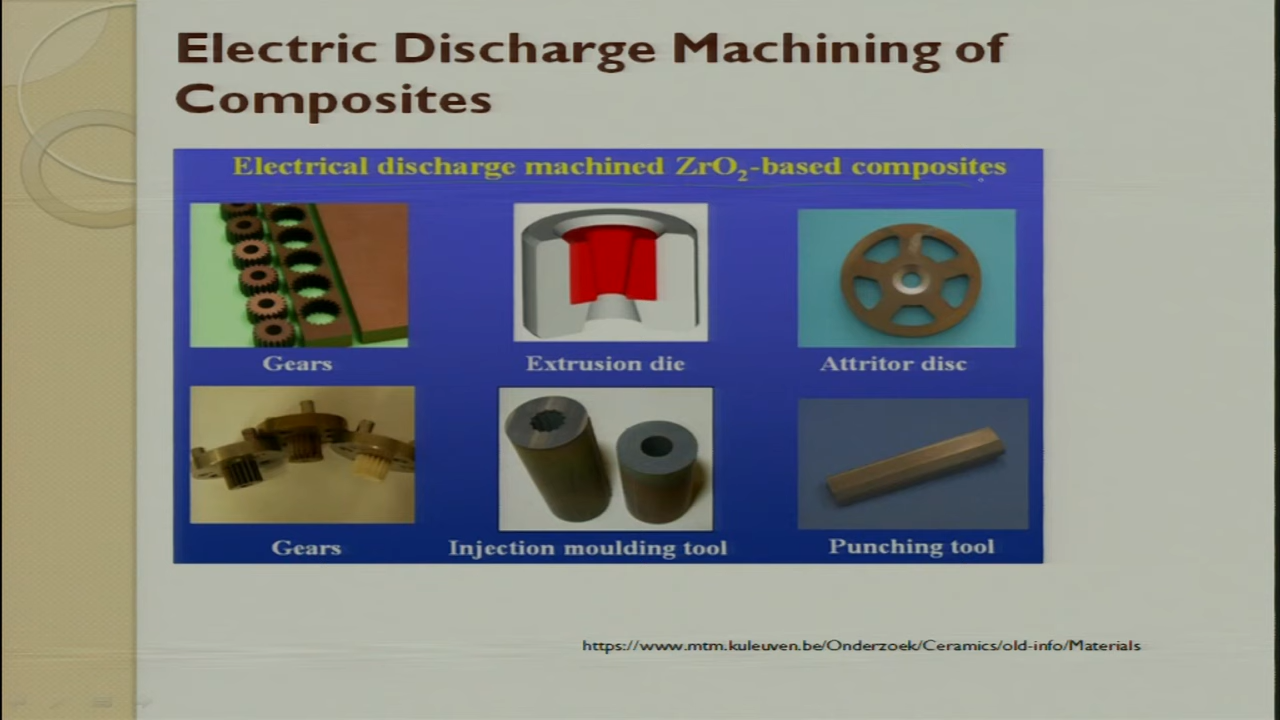 Electric Discharge Machining of
Composites
Electrical discharge machined ZrO₂-based composites
Gears
Extrusion die
Attritor disc
Gears
Injection moulding tool
Punching tool
https://www.mtm.kuleuven.be/Onderzoek/Ceramics/old-info/Materials